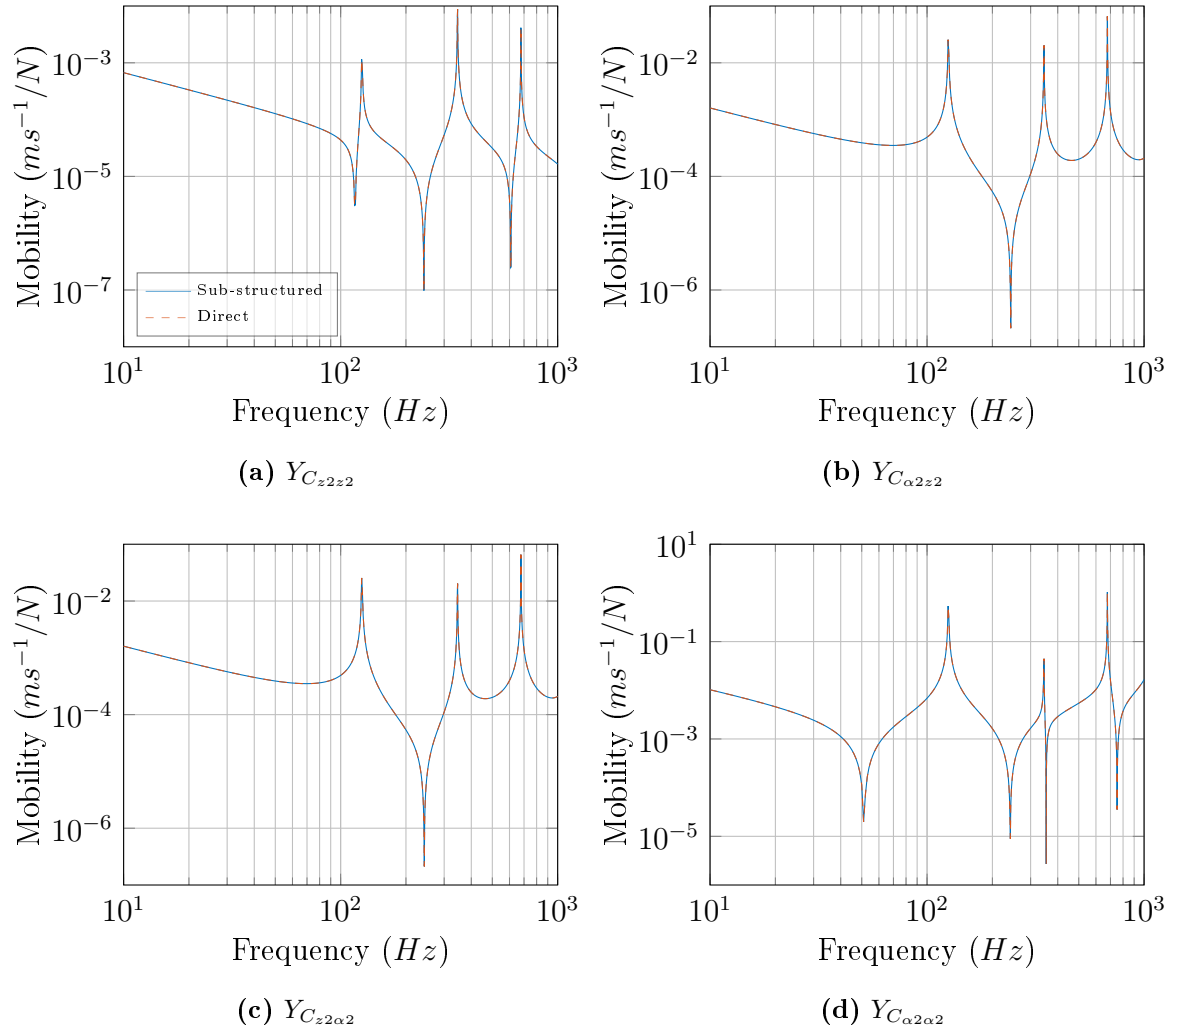 10^{-3}
10^{-5}
10^{-7}
Mobility (ms^{-1}/N)
Sub-structured
Direct
10^1 10^2 10^3
Frequency (Hz)
(a) Y_{C_{z2z2}}
10^{-2}
10^{-4}
10^{-6}
Mobility (ms^{-1}/N)
10^1 10^2 10^3
Frequency (Hz)
(b) Y_{C_{α2z2}}
10^{-2}
10^{-4}
10^{-6}
Mobility (ms^{-1}/N)
10^1 10^2 10^3
Frequency (Hz)
(c) Y_{C_{z2α2}}
10^1
10^{-1}
10^{-3}
10^{-5}
Mobility (ms^{-1}/N)
10^1 10^2 10^3
Frequency (Hz)
(d) Y_{C_{α2α2}}